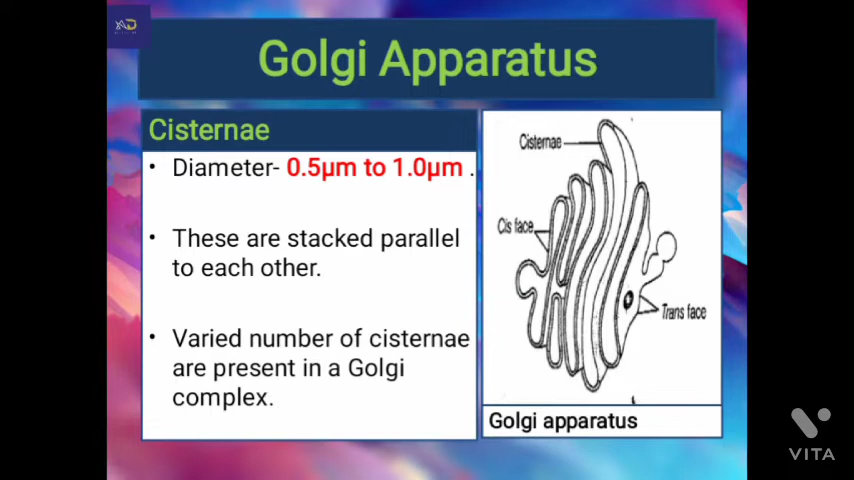 Golgi Apparatus
Cisternae
• Diameter- 0.5µm to 1.0µm .
• These are stacked parallel
to each other.
• Varied number of cisternae
are present in a Golgi
complex.
Cisternae
Cis face
Trans face
Golgi apparatus
VITA